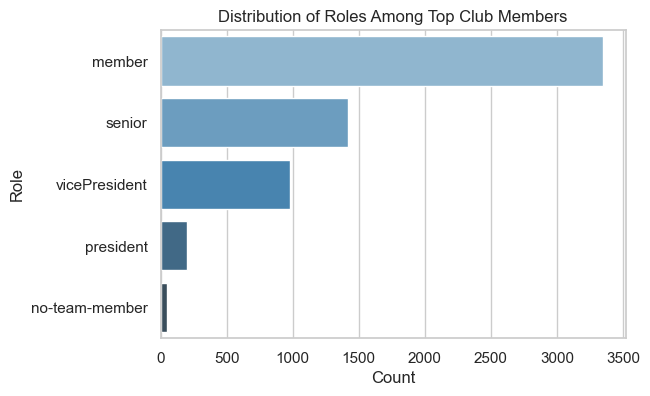 Distribution of Roles Among Top Club Members
Role
member
senior
vicePresident
president
no-team-member
0 500 1000 1500 2000 2500 3000 3500
Count